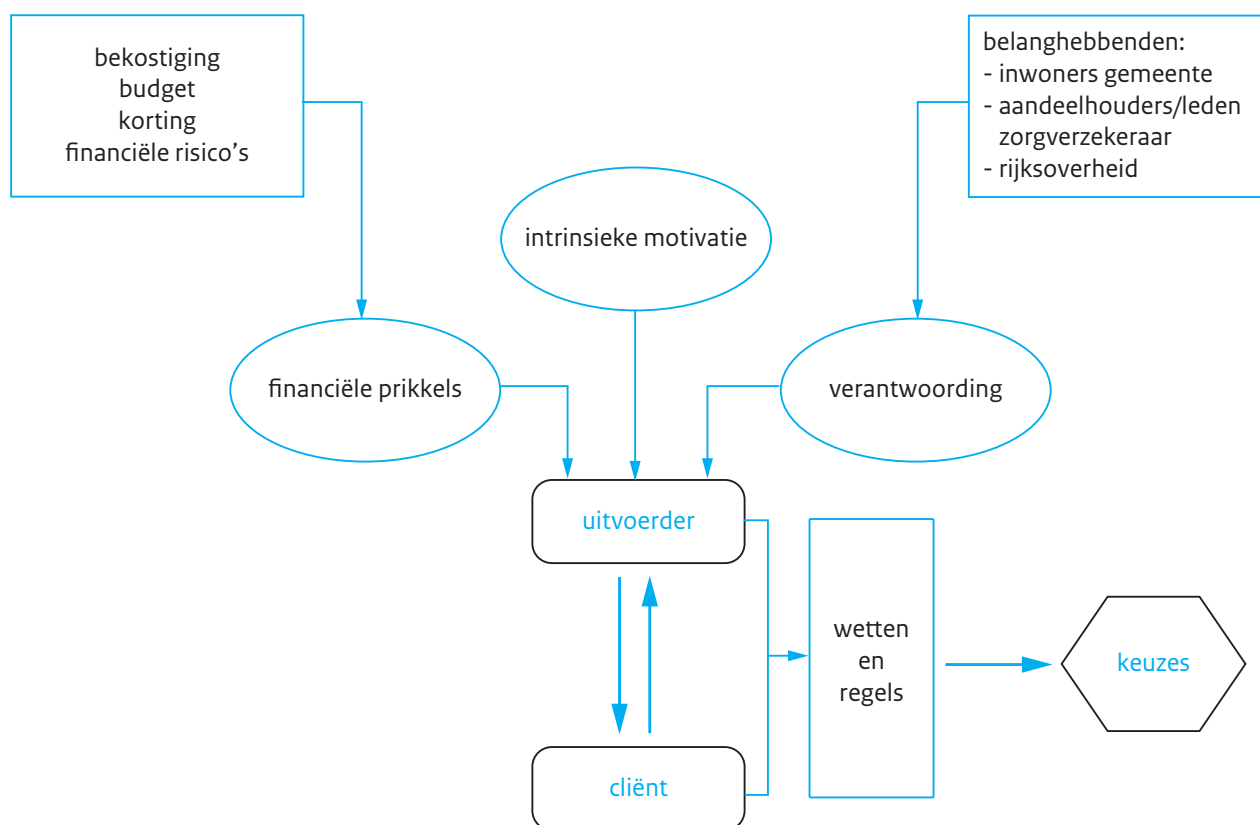 bekostiging
budget
korting
financiële risico’s
belanghebbenden:
- inwoners gemeente
- aandeelhouders/leden
zorgverzekeraar
- rijksoverheid
intrinsieke motivatie
financiële prikkels
verantwoording
uitvoerder
wetten
en
regels
keuzes
cliënt